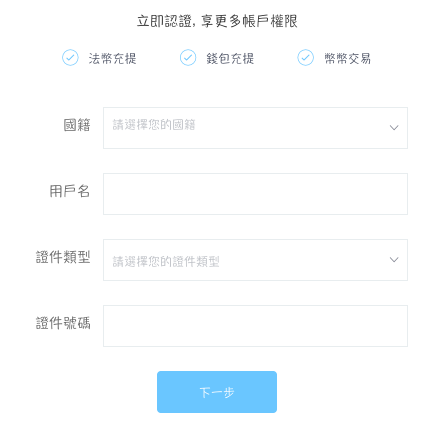 立即認證, 享更多帳戶權限
法幣充提 錢包充提 幣幣交易
國籍 請選擇您的國籍
用戶名
證件類型 請選擇您的證件類型
證件號碼
下一步